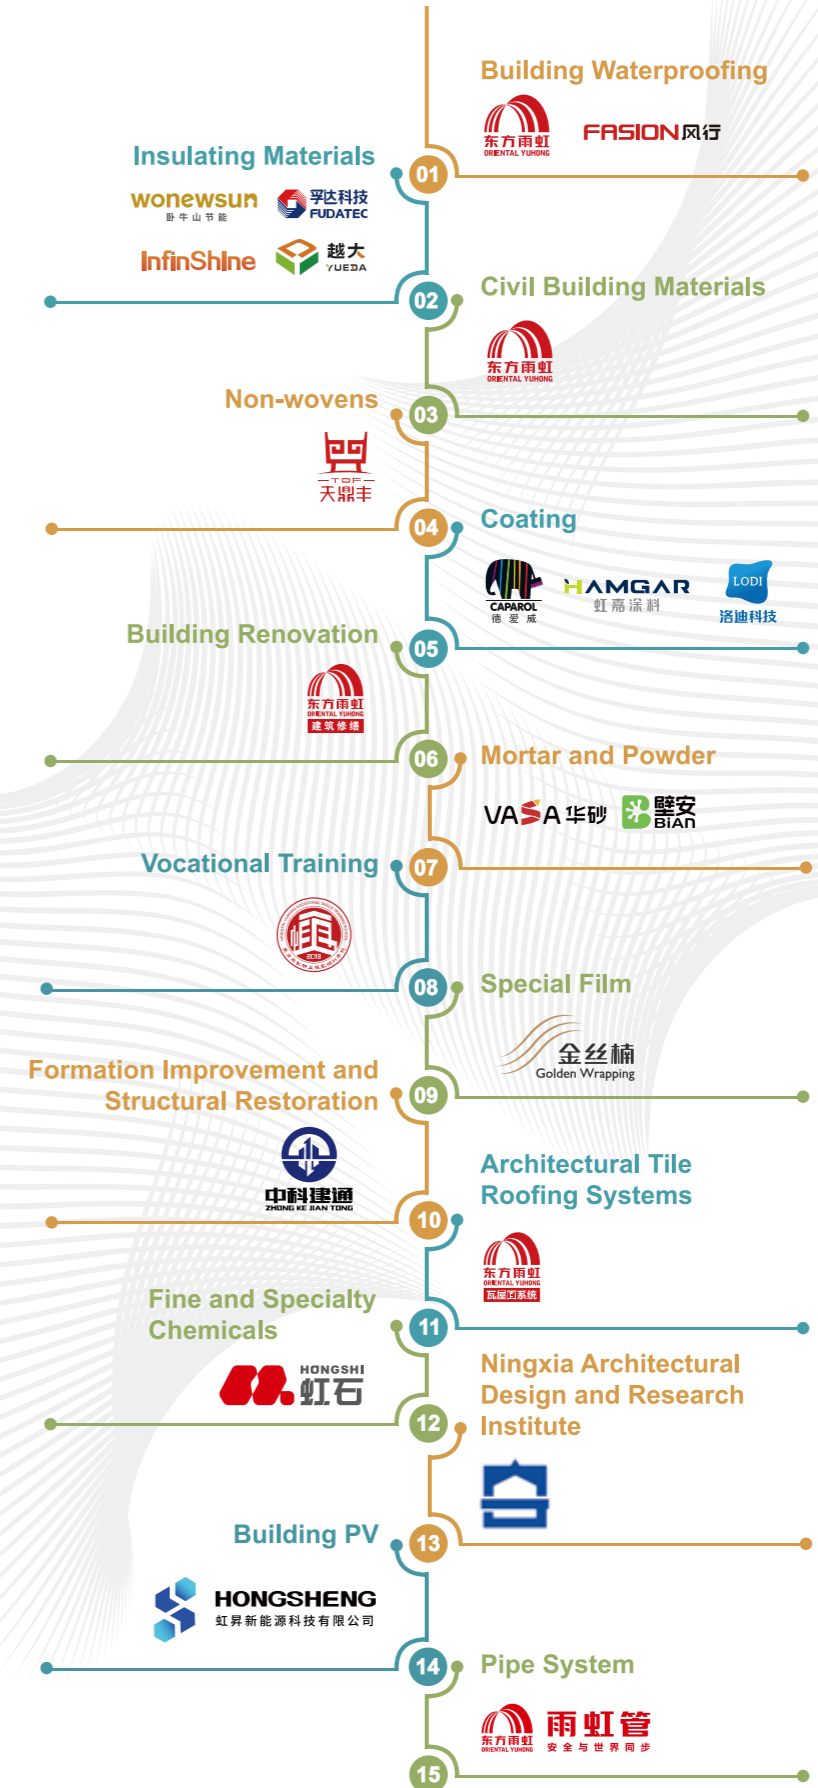 Building Waterproofing
东方雨虹
ORIENTAL YUHONG
FASION风行
01
Insulating Materials
wonewsun
卧牛山节能
孚达科技
FUDATEC
InfinShine
越大
YUEDA
02
Civil Building Materials
东方雨虹
ORIENTAL YUHONG
03
Non-wovens
TDF
天鼎丰
04
Coating
CAPAROL
德爱威
HAMGAR
虹嘉涂料
LODI
洛迪科技
05
Building Renovation
东方雨虹
ORIENTAL YUHONG
建筑修缮
06
Mortar and Powder
VASA华砂
壁安
BiAn
07
Vocational Training
2013
08
Special Film
金丝楠
Golden Wrapping
09
Formation Improvement and
Structural Restoration
中科建通
ZHONG KE JIAN TONG
10
Architectural Tile
Roofing Systems
东方雨虹
ORIENTAL YUHONG
瓦屋面系统
11
Fine and Specialty
Chemicals
HONGSHI
虹石
12
Ningxia Architectural
Design and Research
Institute
13
Building PV
HONGSHENG
虹昇新能源科技有限公司
14
Pipe System
东方雨虹
ORIENTAL YUHONG
雨虹管
安全与世界同步
15